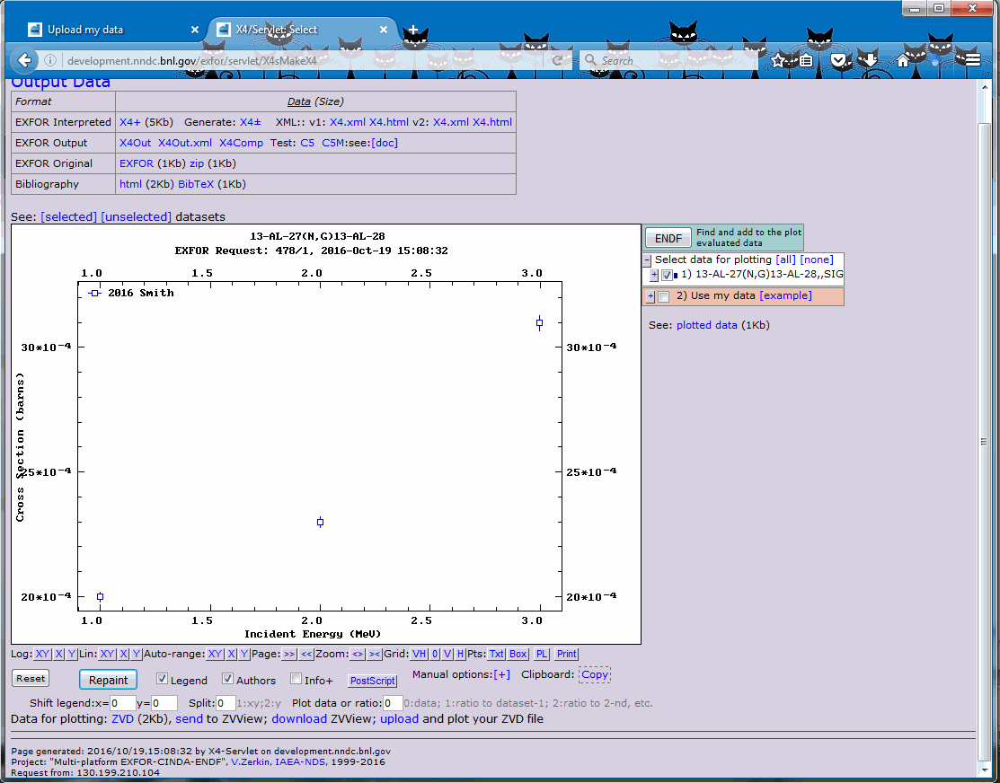 Upload my data
X4/Servlet: Select
development.nndc.bnl.gov/exfor/servlet/X4sMakeX4
Search
Output Data
Format Data (Size)
EXFOR Interpreted X4+ (5Kb) Generate: X4± XML:: v1: X4.xml X4.html v2: X4.xml X4.html
EXFOR Output X4Out X4Out.xml X4Comp Test: C5 C5M:see:[doc]
EXFOR Original EXFOR (1Kb) zip (1Kb)
Bibliography html (2Kb) BibTeX (1Kb)
See: [selected] [unselected] datasets
13-AL-27(N,G)13-AL-28
EXFOR Request: 478/1, 2016-Oct-19 15:08:32
1.0 1.5 2.0 2.5 3.0
2016 Smith
30*10-4 30*10-4
25*10-4 25*10-4
20*10-4 20*10-4
Cross Section (barns)
1.0 1.5 2.0 2.5 3.0
Incident Energy (MeV)
ENDF Find and add to the plot
evaluated data
Select data for plotting [all] [none]
1) 13-AL-27(N,G)13-AL-28,,SIG
2) Use my data [example]
See: plotted data (1Kb)
Log: XY X Y Lin: XY X Y Auto-range: XY X Y Page: >> << Zoom: <> >< Grid: VH 0 V H Pts: Txt Box PL Print
Reset Repaint Legend Authors Info+ PostScript Manual options:[+] Clipboard: Copy
Shift legend:x= 0 y= 0 Split: 0 1:xy;2:y Plot data or ratio: 0 0:data; 1:ratio to dataset-1; 2:ratio to 2-nd, etc.
Data for plotting: ZVD (2Kb), send to ZVView; download ZVView; upload and plot your ZVD file
Page generated: 2016/10/19,15:08:32 by X4-Servlet on development.nndc.bnl.gov
Project: "Multi-platform EXFOR-CINDA-ENDF", V.Zerkin, IAEA-NDS, 1999-2016
Request from: 130.199.210.104